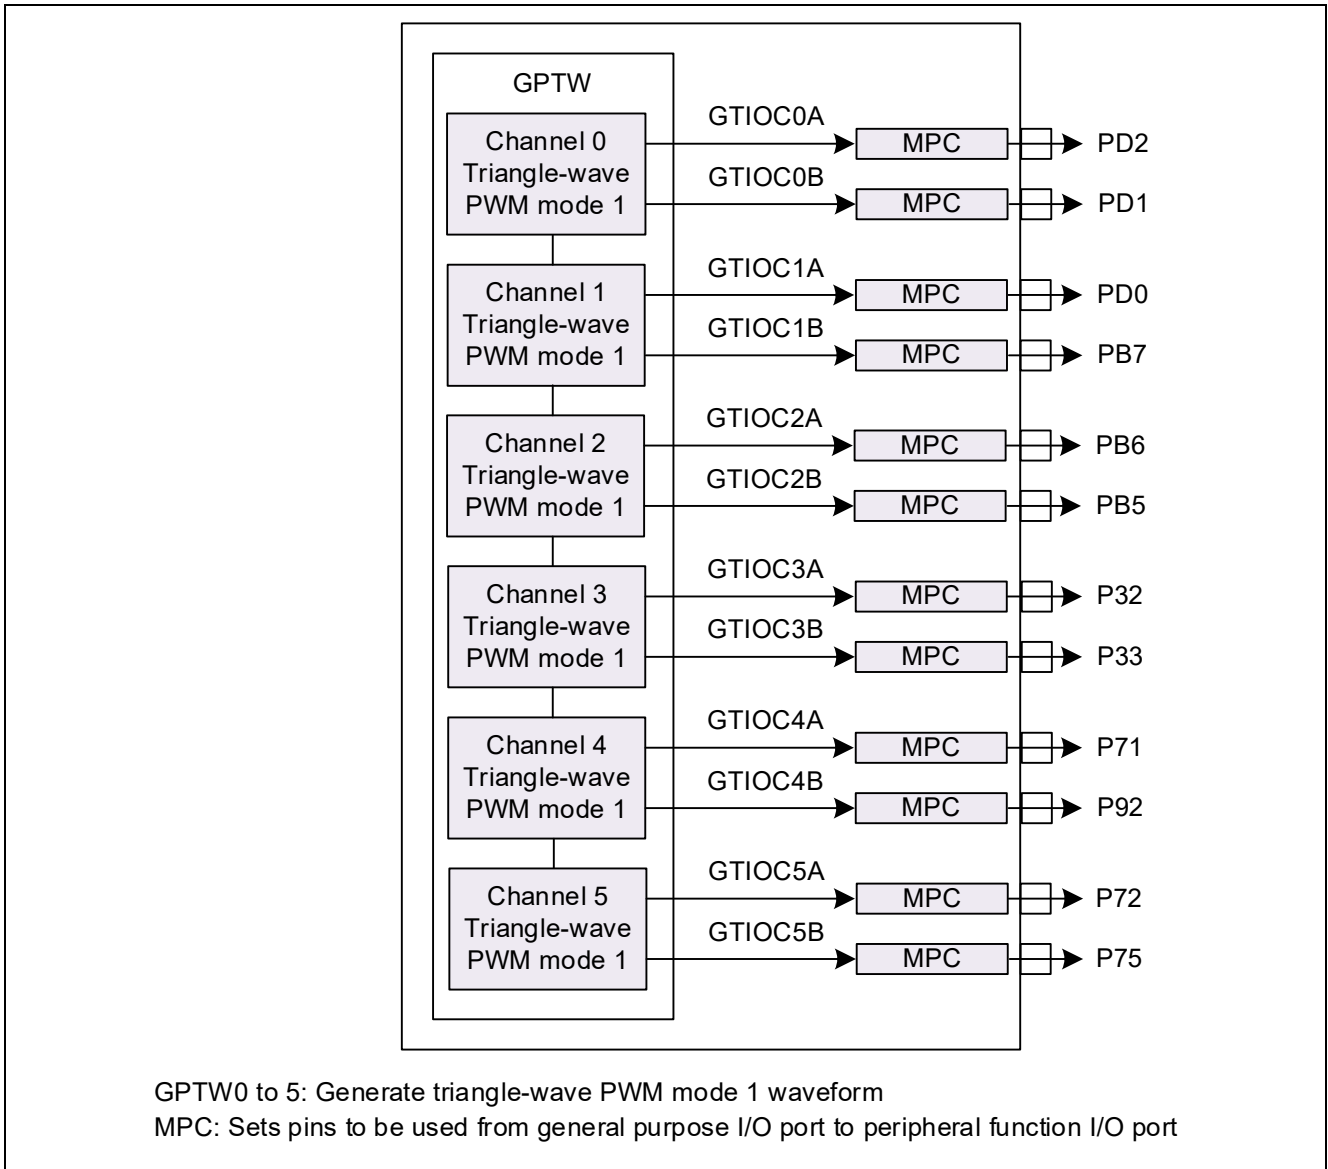 GPTW
Channel 0
Triangle-wave
PWM mode 1
GTIOC0A
MPC
PD2
GTIOC0B
MPC
PD1
Channel 1
Triangle-wave
PWM mode 1
GTIOC1A
MPC
PD0
GTIOC1B
MPC
PB7
Channel 2
Triangle-wave
PWM mode 1
GTIOC2A
MPC
PB6
GTIOC2B
MPC
PB5
Channel 3
Triangle-wave
PWM mode 1
GTIOC3A
MPC
P32
GTIOC3B
MPC
P33
Channel 4
Triangle-wave
PWM mode 1
GTIOC4A
MPC
P71
GTIOC4B
MPC
P92
Channel 5
Triangle-wave
PWM mode 1
GTIOC5A
MPC
P72
GTIOC5B
MPC
P75
GPTW0 to 5: Generate triangle-wave PWM mode 1 waveform
MPC: Sets pins to be used from general purpose I/O port to peripheral function I/O port